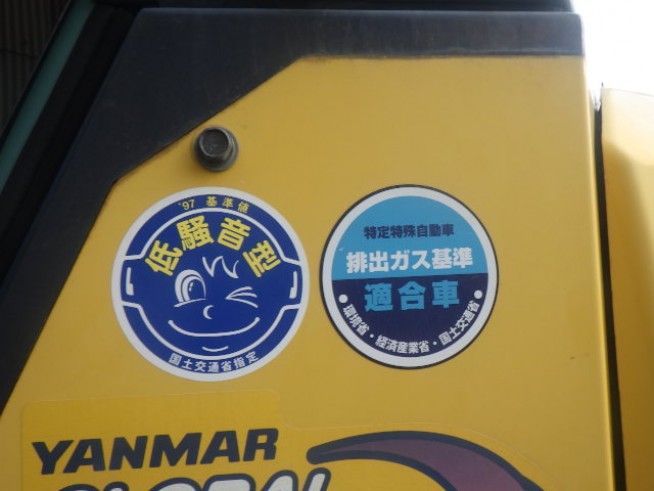 '97 基準値
低騒音型
国土交通省指定
特定特殊自動車
排出ガス基準
適合車
●環境省・経済産業省・国土交通省●
YANMAR
GLOBAL